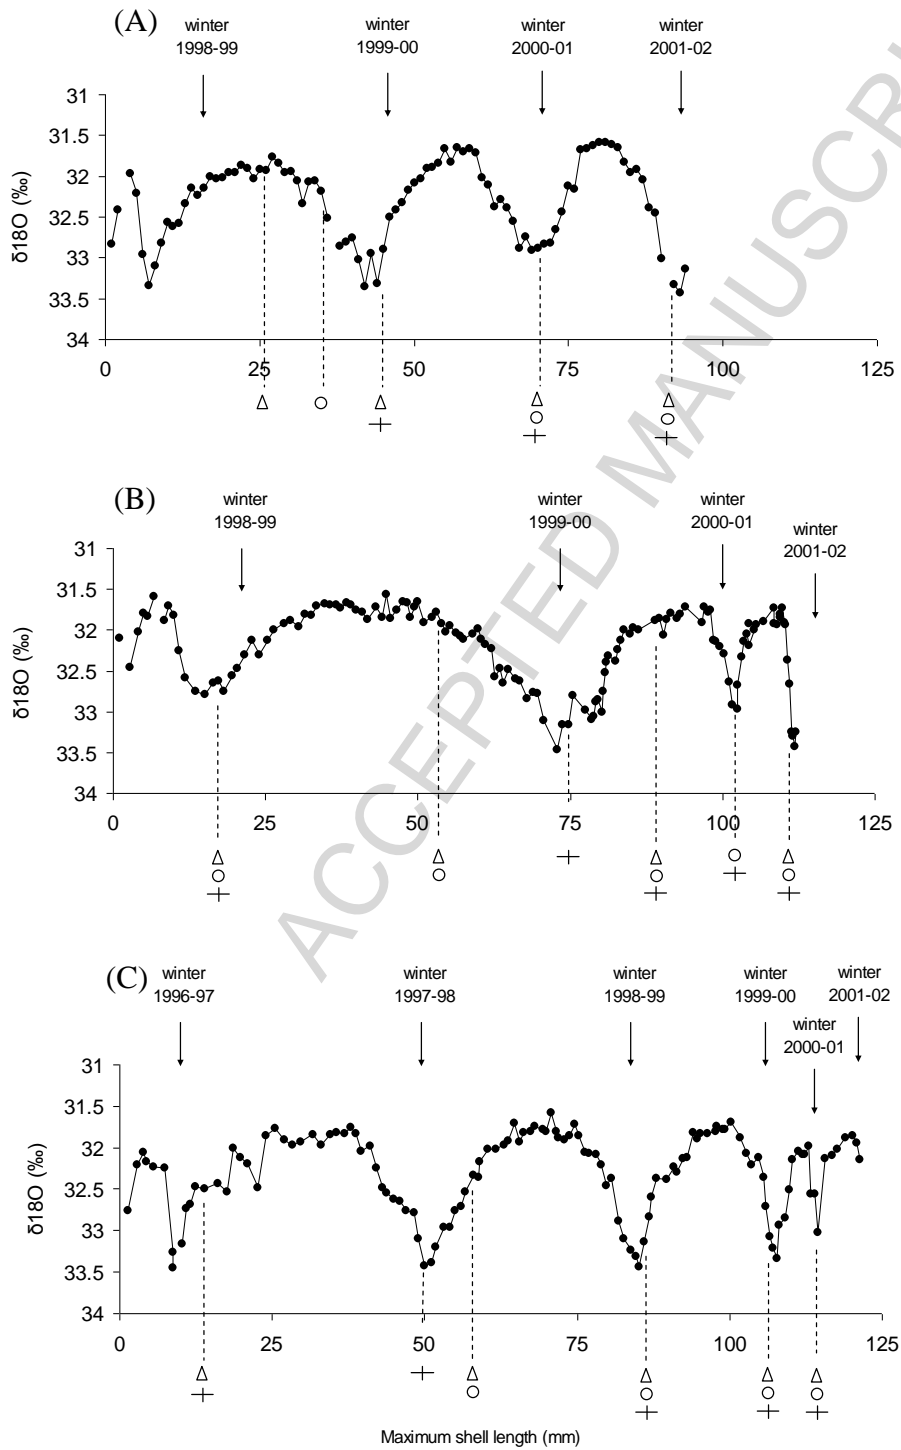 (A)
winter
1998-99
winter
1999-00
winter
2000-01
winter
2001-02
δ18O (‰)
31
31.5
32
32.5
33
33.5
34
0
25
50
75
100
125
(B)
winter
1998-99
winter
1999-00
winter
2000-01
winter
2001-02
δ18O (‰)
31
31.5
32
32.5
33
33.5
34
0
25
50
75
100
125
(C)
winter
1996-97
winter
1997-98
winter
1998-99
winter
1999-00
winter
2001-02
winter
2000-01
δ18O (‰)
31
31.5
32
32.5
33
33.5
34
0
25
50
75
100
125
Maximum shell length (mm)
ACCEPTED MANUSCRI